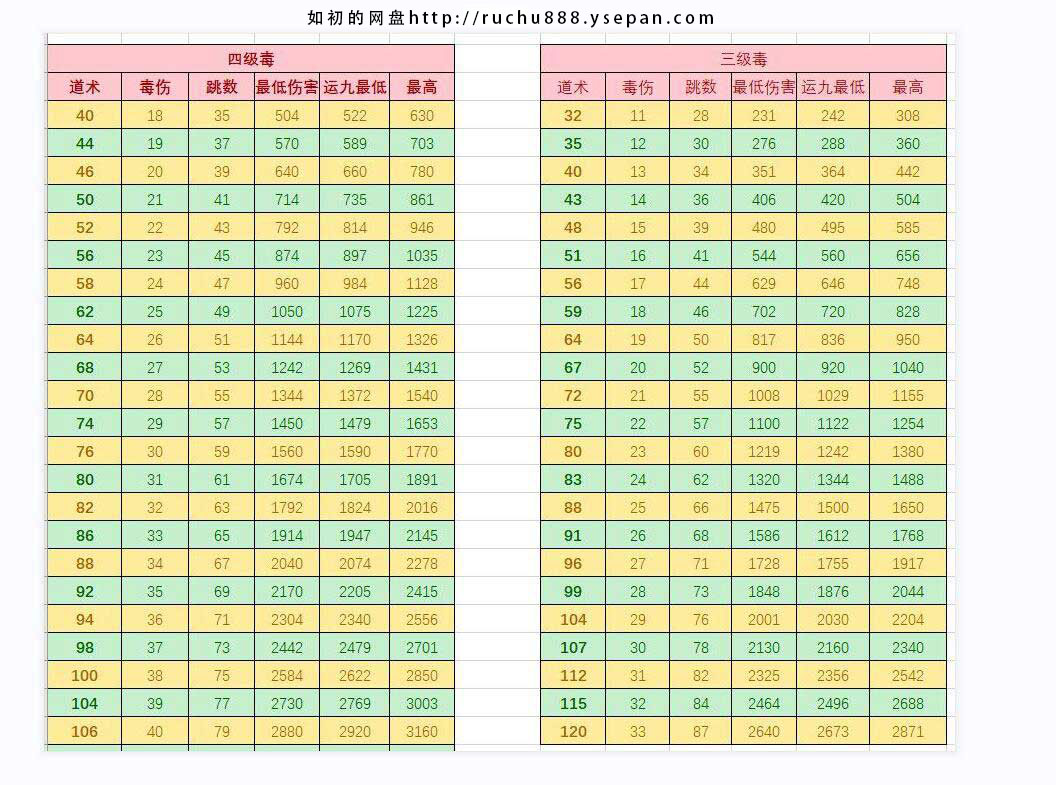 如初的网盘http://ruchu888.ysepan.com
四级毒 三级毒
道术 毒伤 跳数 最低伤害 运九最低 最高 道术 毒伤 跳数 最低伤害 运九最低 最高
40 18 35 504 522 630 32 11 28 231 242 308
44 19 37 570 589 703 35 12 30 276 288 360
46 20 39 640 660 780 40 13 34 351 364 442
50 21 41 714 735 861 43 14 36 406 420 504
52 22 43 792 814 946 48 15 39 480 495 585
56 23 45 874 897 1035 51 16 41 544 560 656
58 24 47 960 984 1128 56 17 44 629 646 748
62 25 49 1050 1075 1225 59 18 46 702 720 828
64 26 51 1144 1170 1326 64 19 50 817 836 950
68 27 53 1242 1269 1431 67 20 52 900 920 1040
70 28 55 1344 1372 1540 72 21 55 1008 1029 1155
74 29 57 1450 1479 1653 75 22 57 1100 1122 1254
76 30 59 1560 1590 1770 80 23 60 1219 1242 1380
80 31 61 1674 1705 1891 83 24 62 1320 1344 1488
82 32 63 1792 1824 2016 88 25 66 1475 1500 1650
86 33 65 1914 1947 2145 91 26 68 1586 1612 1768
88 34 67 2040 2074 2278 96 27 71 1728 1755 1917
92 35 69 2170 2205 2415 99 28 73 1848 1876 2044
94 36 71 2304 2340 2556 104 29 76 2001 2030 2204
98 37 73 2442 2479 2701 107 30 78 2130 2160 2340
100 38 75 2584 2622 2850 112 31 82 2325 2356 2542
104 39 77 2730 2769 3003 115 32 84 2464 2496 2688
106 40 79 2880 2920 3160 120 33 87 2640 2673 2871